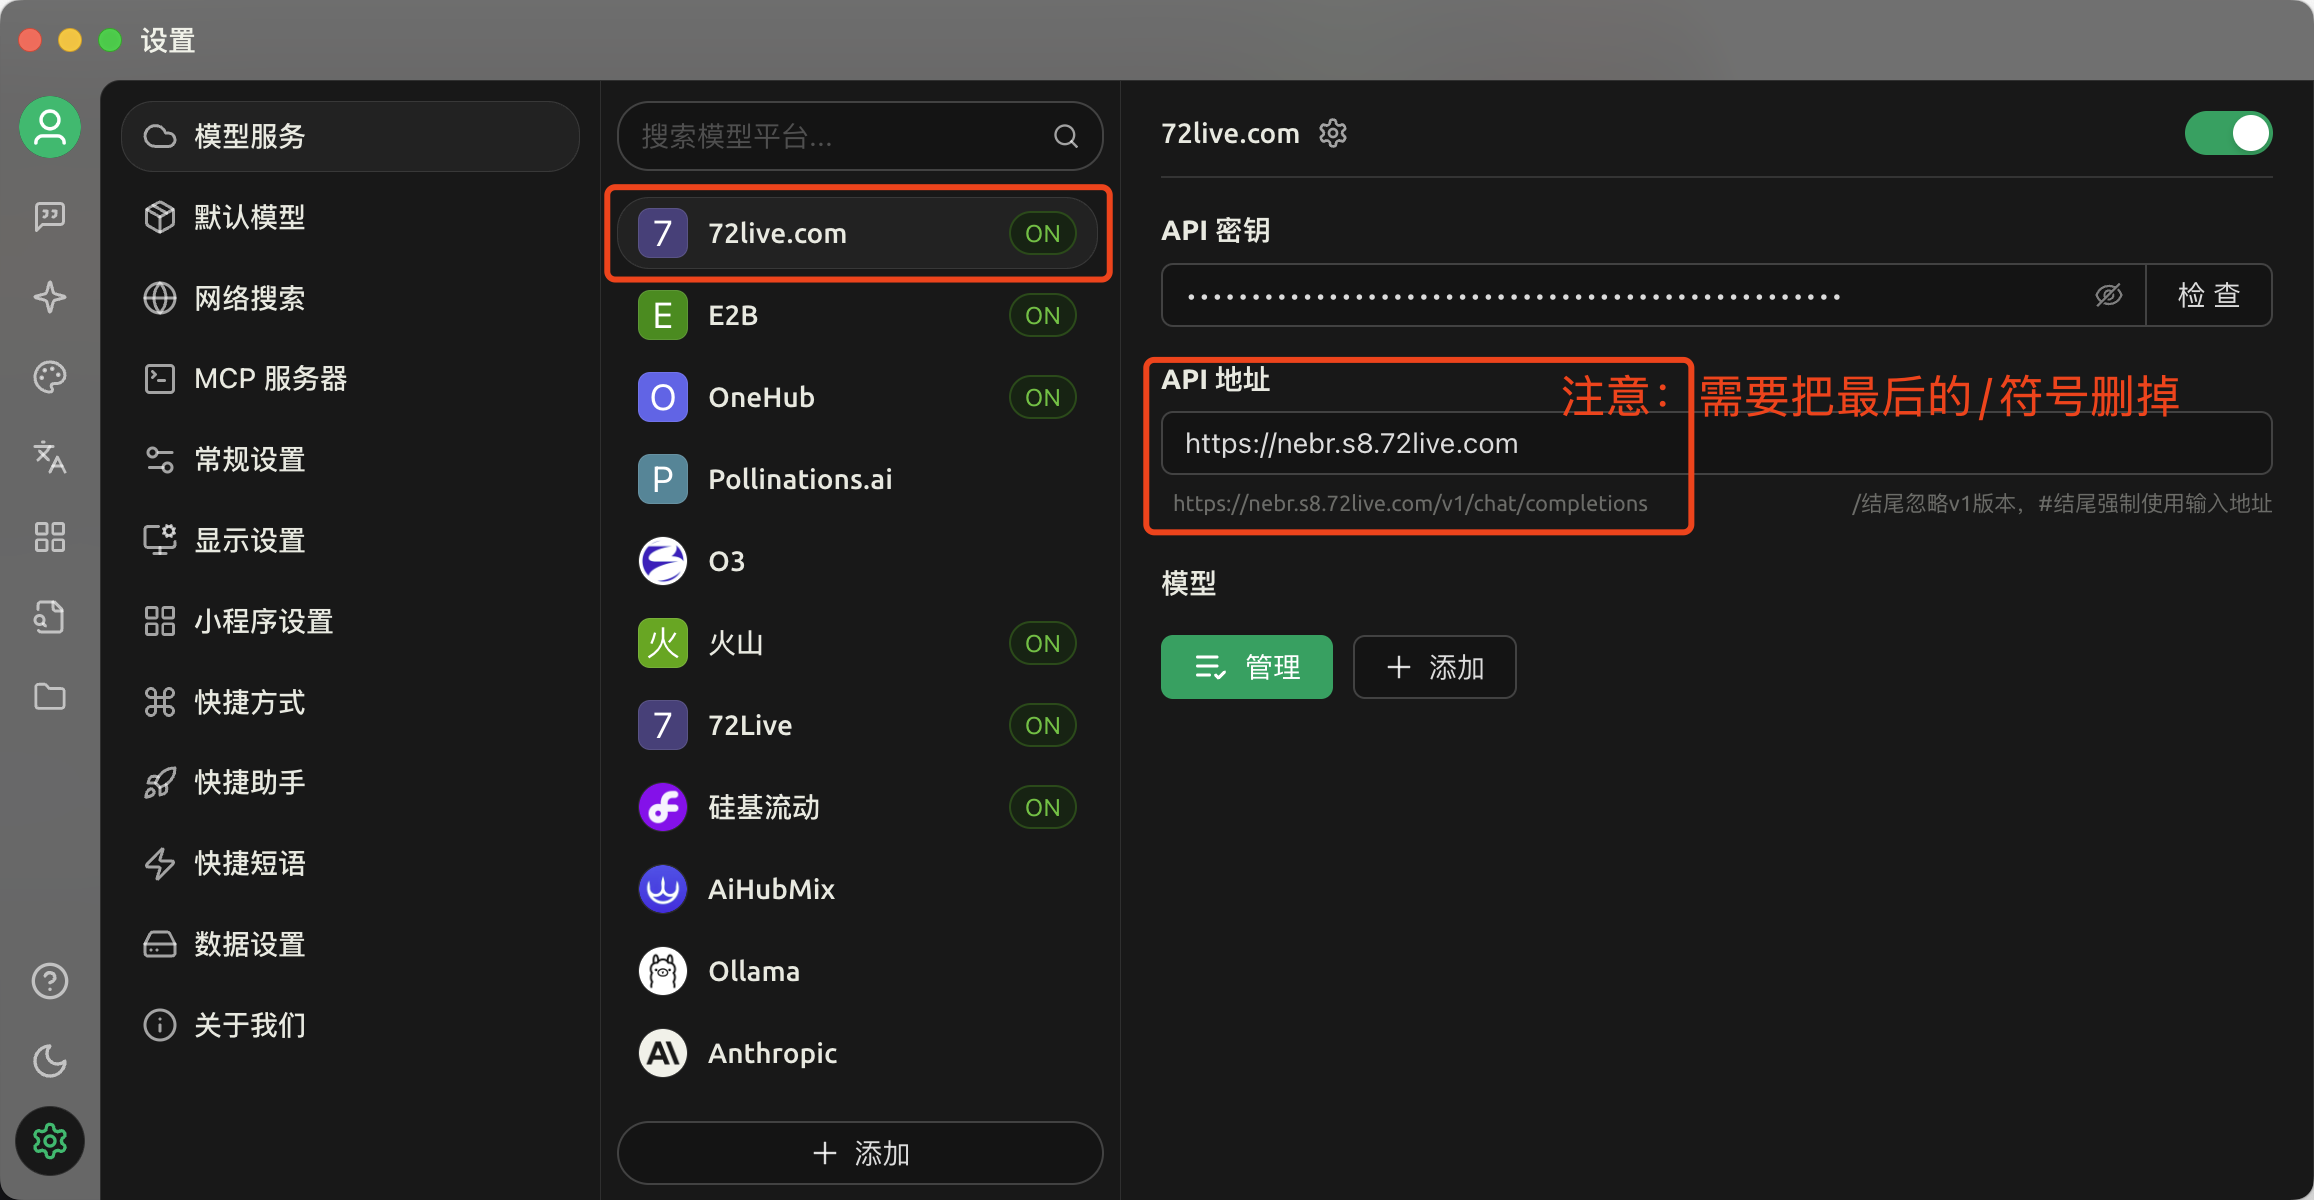 设置
模型服务
默认模型
网络搜索
MCP 服务器
常规设置
显示设置
小程序设置
快捷方式
快捷助手
快捷短语
数据设置
关于我们
搜索模型平台...
7 72live.com ON
E E2B ON
O OneHub ON
P Pollinations.ai
O3
火 火山 ON
7 72Live ON
硅基流动 ON
AiHubMix
Ollama
Anthropic
添加
72live.com
API 密钥
检查
API 地址
注意：需要把最后的/符号删掉
https://nebr.s8.72live.com
https://nebr.s8.72live.com/v1/chat/completions
/结尾忽略v1版本，#结尾强制使用输入地址
模型
管理
添加